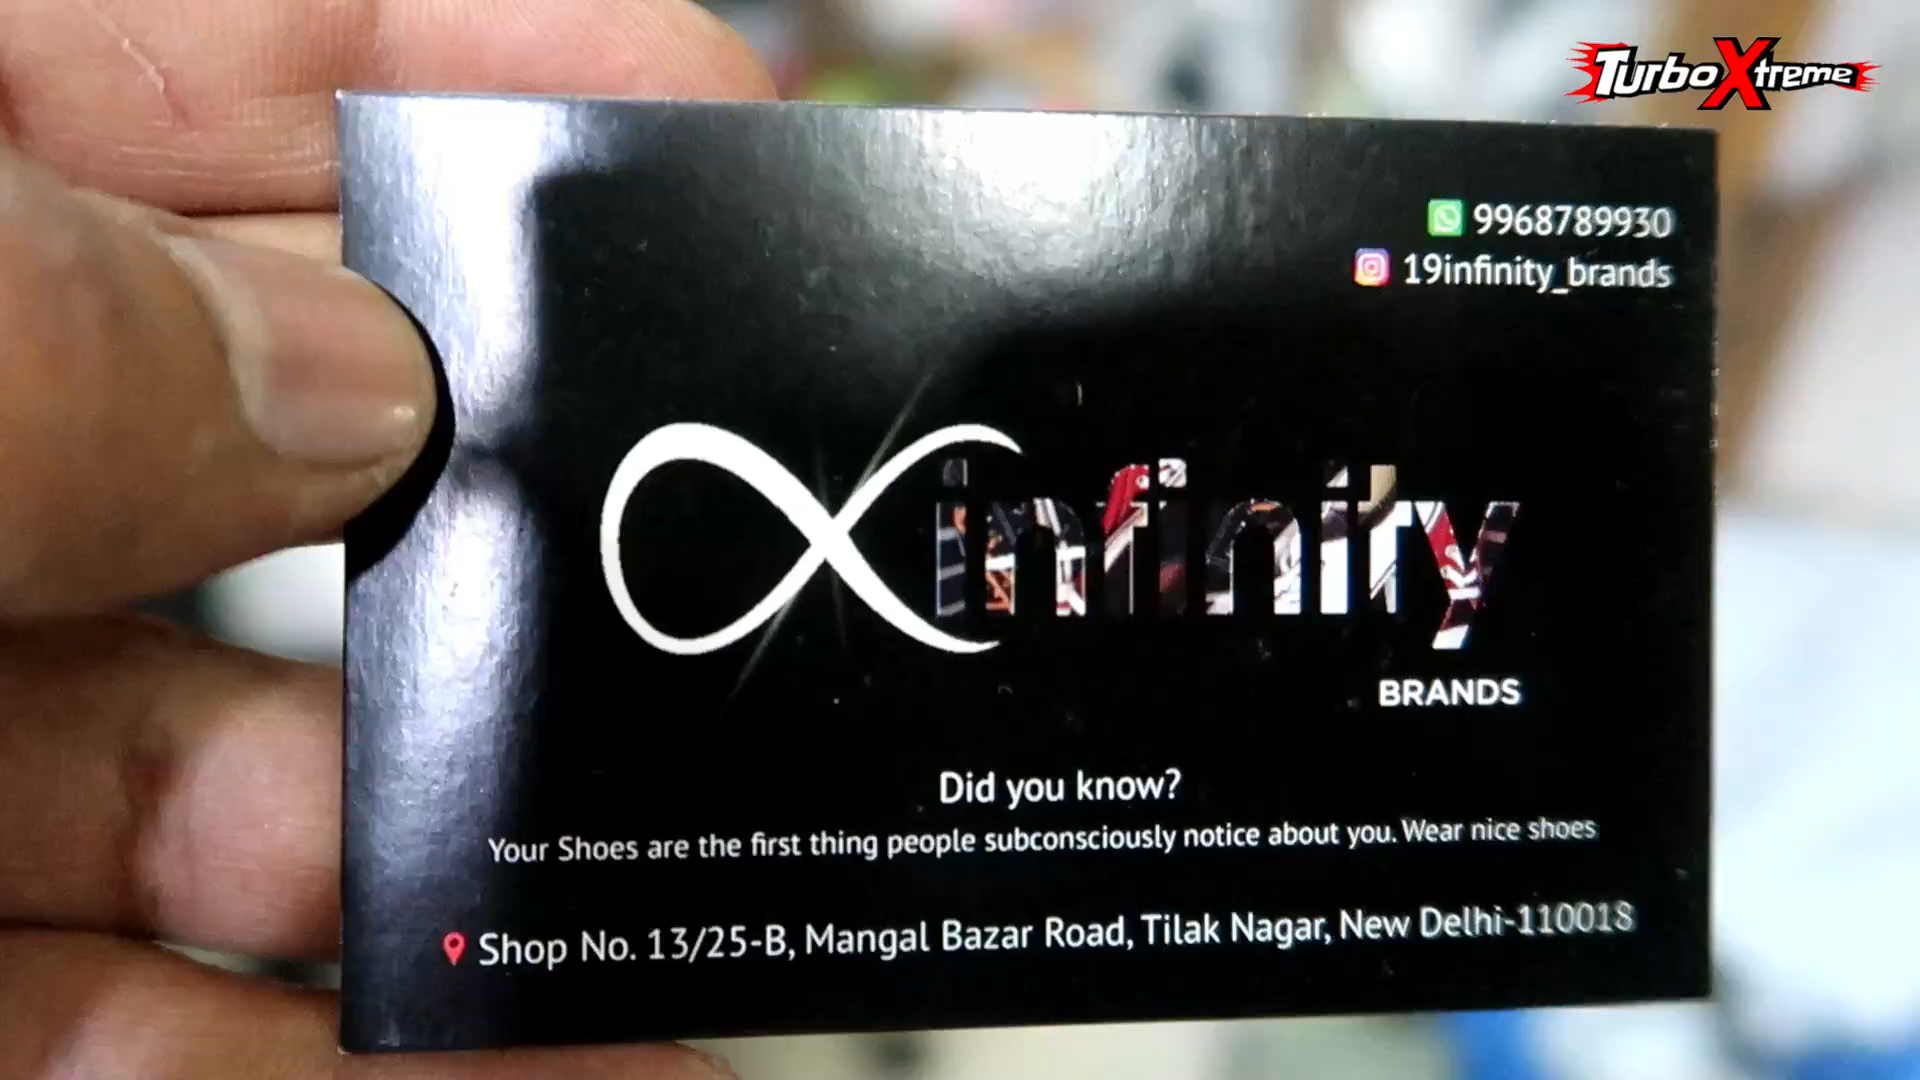 TurboXtreme
9968789930
19infinity_brands
infinity
BRANDS
Did you know?
Your Shoes are the first thing people subconsciously notice about you. Wear nice shoes
Shop No. 13/25-B, Mangal Bazar Road, Tilak Nagar, New Delhi-110018